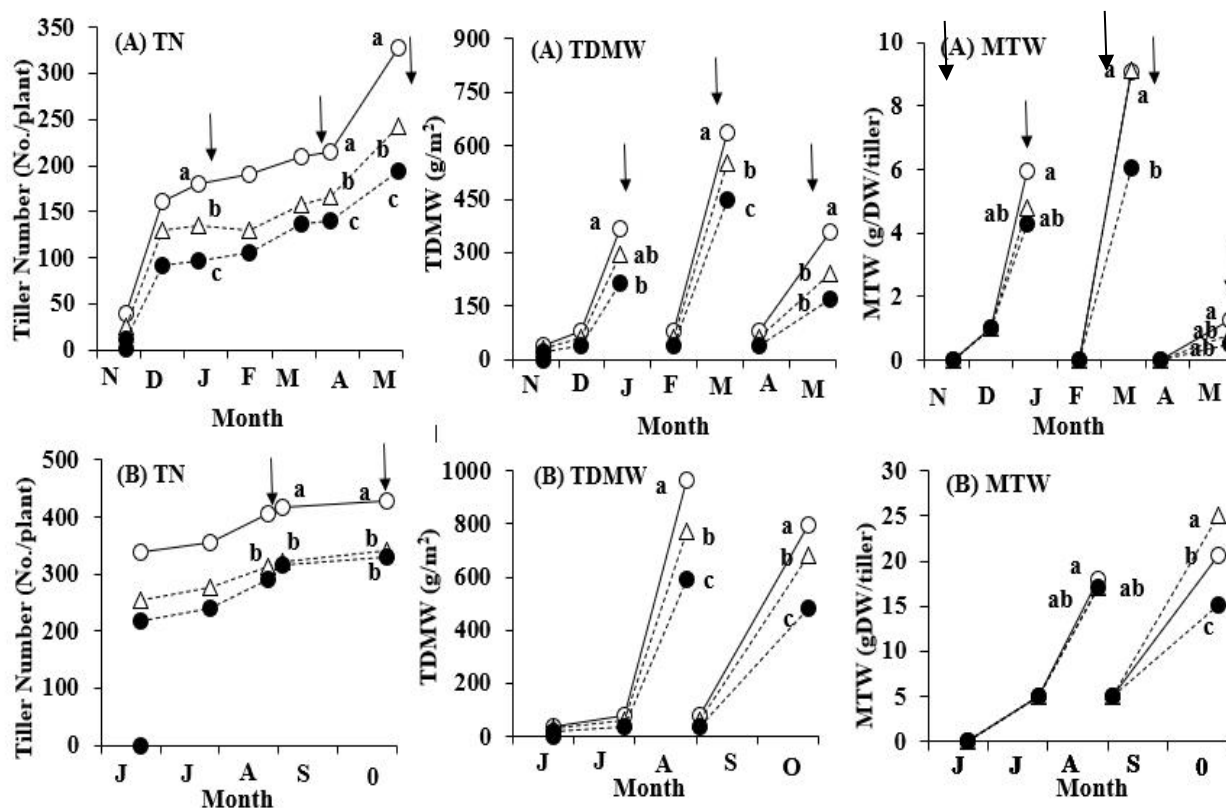 (A) TN
Tiller Number (No./plant)
350
300
250
200
150
100
50
0
a
a
a
b
b
b
c
c
c
N D J F M A M
Month
(A) TDMW
TDMW (g/m²)
900
750
600
450
300
150
0
a
ab
b
a
b
c
a
b
b
N D J F M A M
Month
(A) MTW
MTW (g/DW/tiller)
10
8
6
4
2
0
a
ab
ab
a
a
b
a
ab
ab
N D J F M A M
Month
(B) TN
Tiller Number (No./plant)
500
400
300
200
100
0
a
a
b
b
b
b
J J A S 0
Month
(B) TDMW
TDMW (g/m²)
1000
800
600
400
200
0
a
b
c
a
b
c
J J A S O
Month
(B) MTW
MTW (gDW/tiller)
30
25
20
15
10
5
0
a
ab
ab
a
b
c
J J A S 0
Month